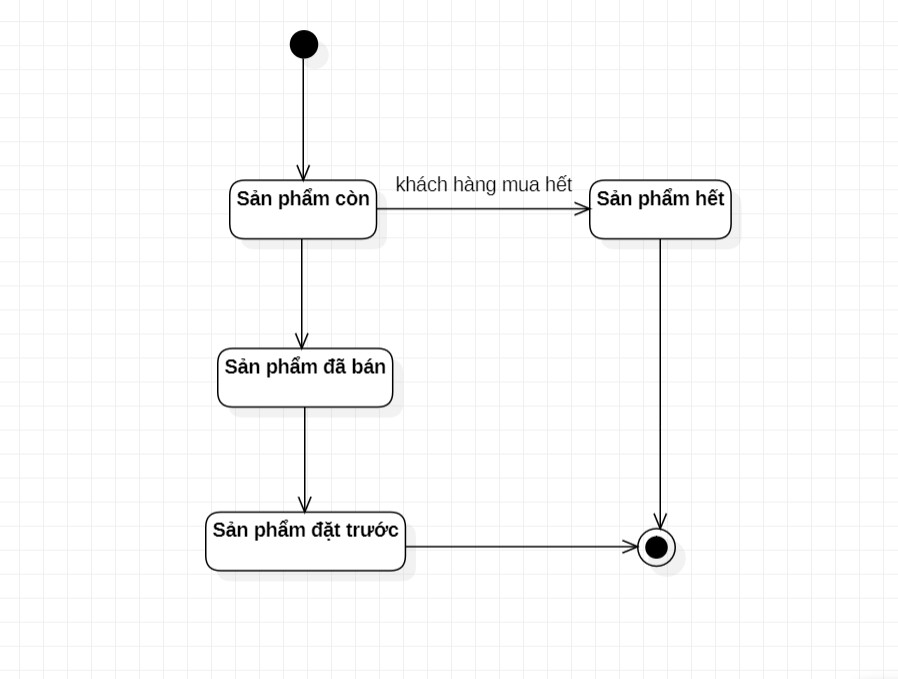 Sản phẩm còn
khách hàng mua hết
Sản phẩm hết
Sản phẩm đã bán
Sản phẩm đặt trước